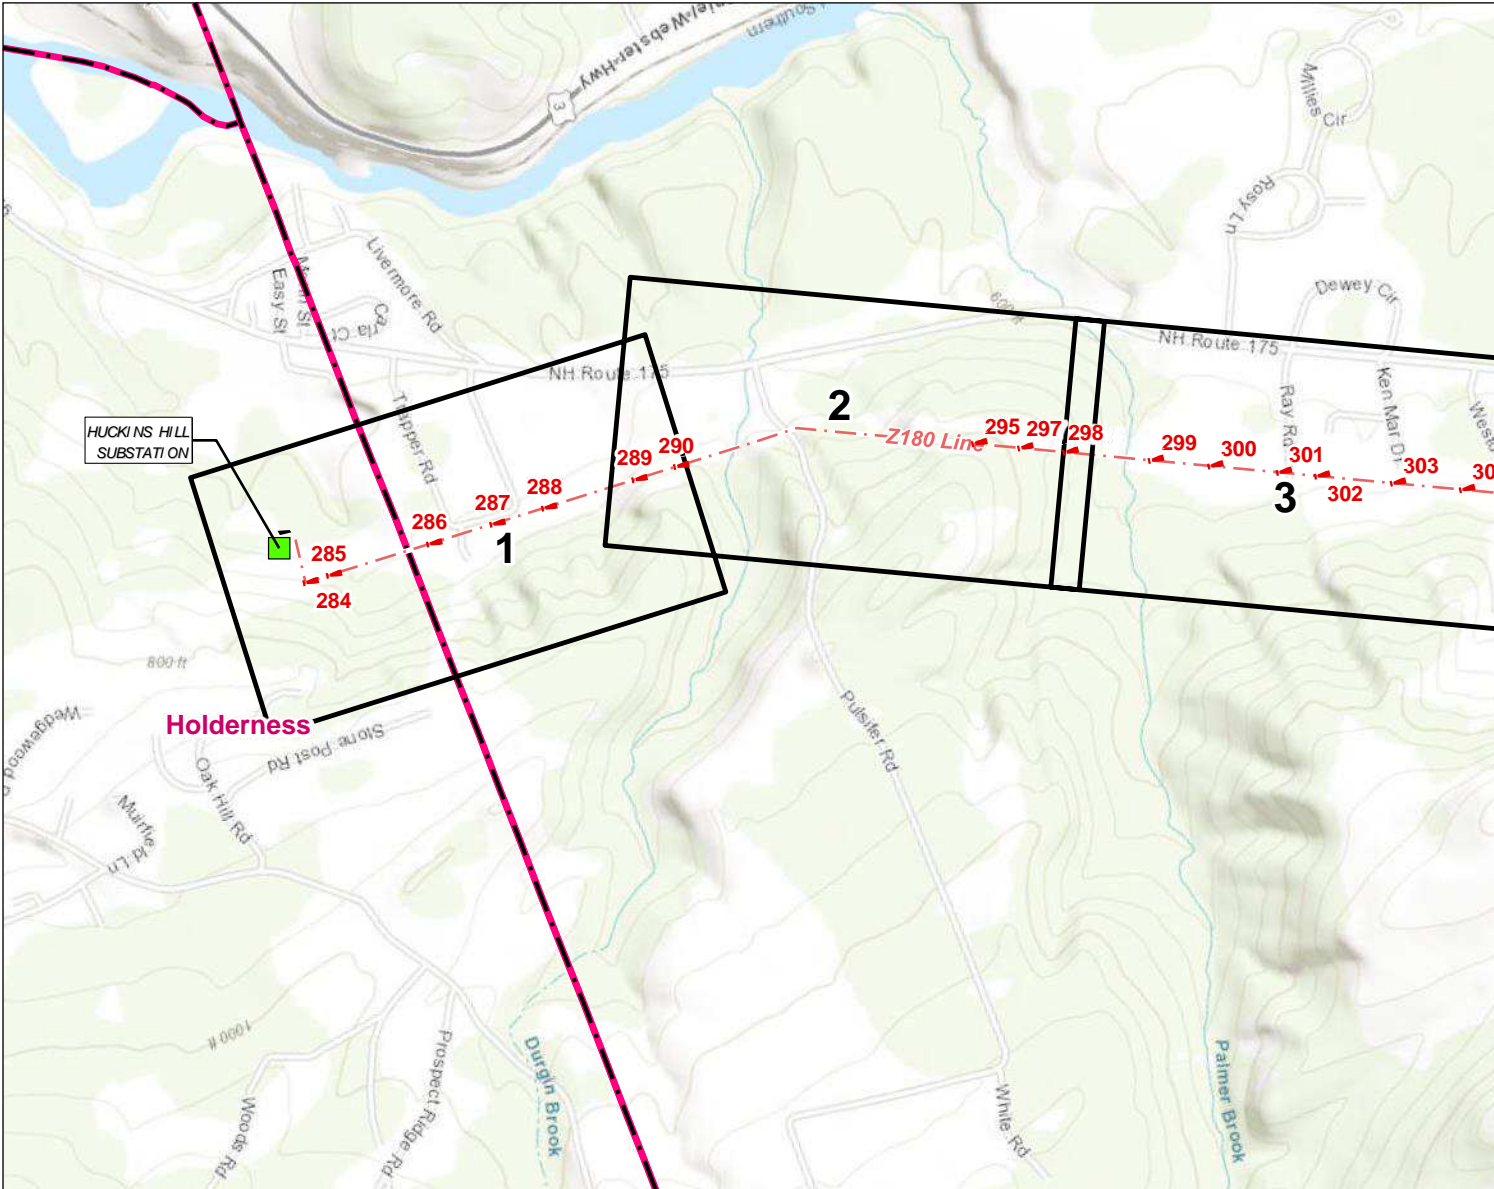 Webster-Hwy
Southern
3
Millies Cir
Rosy Ln
Livermore Rd
Main St
Easy St
Carla Ct
600 ft
Dewey Cir
NH Route 175
NH Route 175
Trapper Rd
Ray Rd
Ken Mar Dr
HUCKINS HILL
SUBSTATION
2
Z180 Line
295
297
298
299
300
301
302
303
3
290
289
288
287
286
1
285
284
800 ft
Holderness
Wedgewood
Stone Post Rd
Oak Hill Rd
Muirfield Ln
Pulsifer Rd
1000 ft
Prospect Ridge Rd
Woods Rd
Durgin Brook
White Rd
Palmer Brook